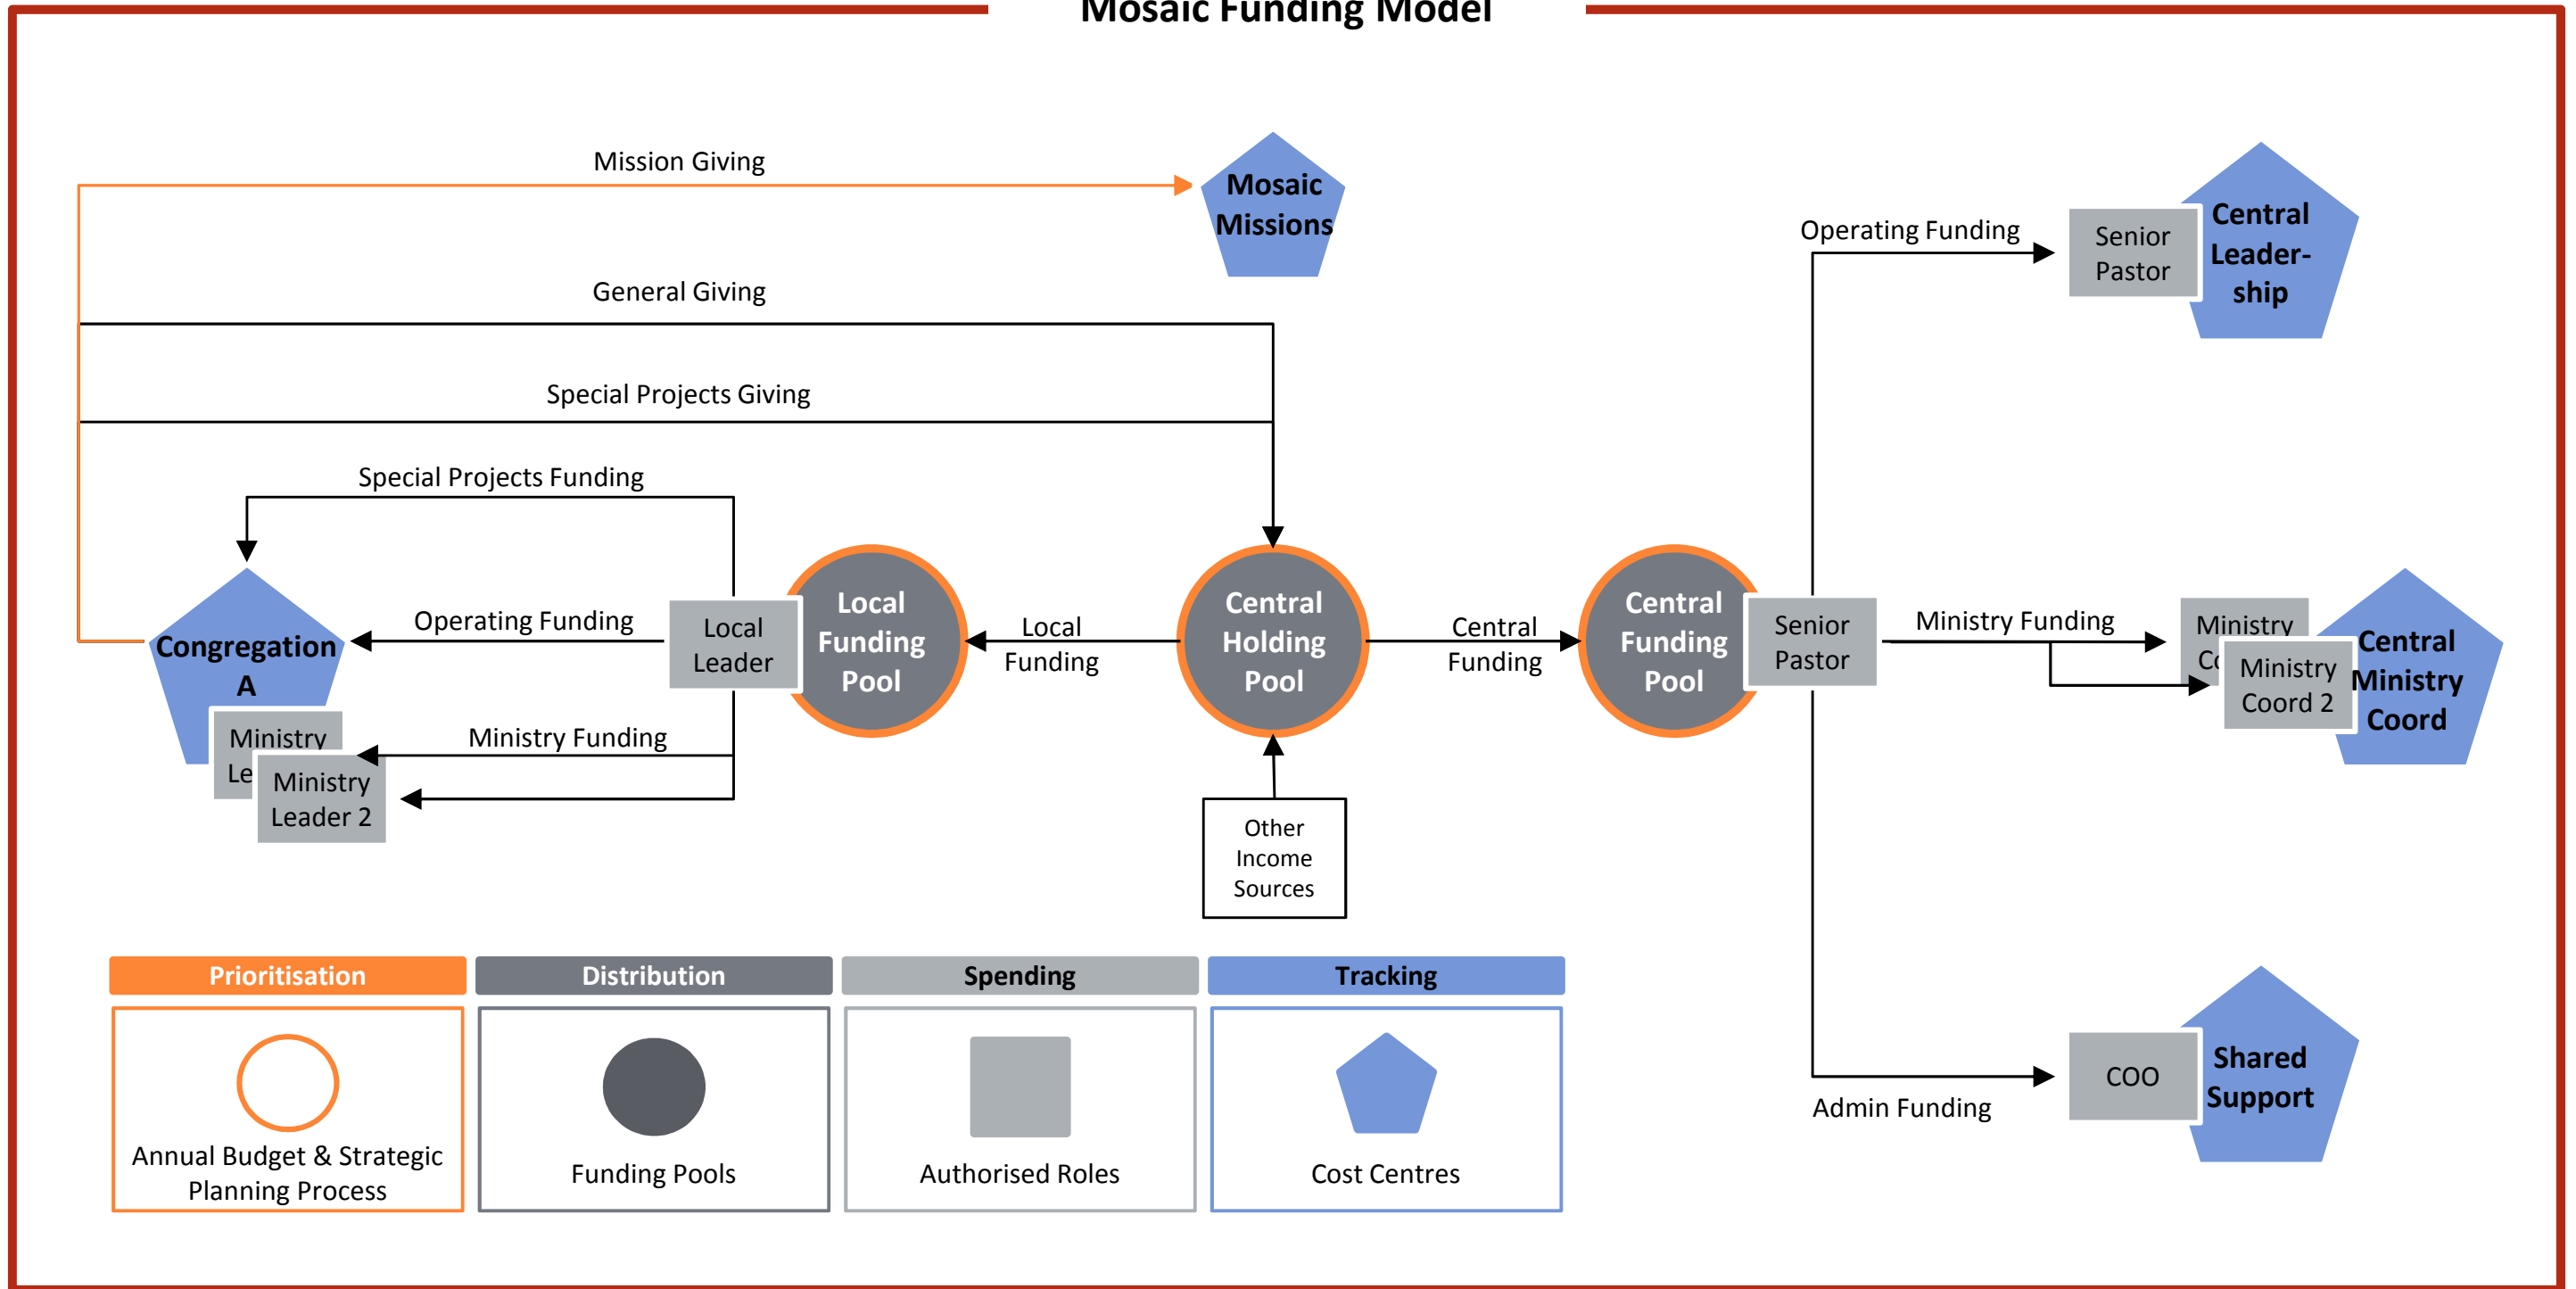 Mosaic Funding Model
Mission Giving
Mosaic
Missions
General Giving
Special Projects Giving
Special Projects Funding
Operating Funding
Ministry Funding
Congregation
A
Ministry
Ministry
Leader 2
Local
Leader
Local
Funding
Pool
Local
Funding
Central
Holding
Pool
Other
Income
Sources
Central
Funding
Central
Funding
Pool
Senior
Pastor
Operating Funding
Senior
Pastor
Central
Leader-
ship
Ministry Funding
Ministry
Ministry
Coord 2
Central
Ministry
Coord
Admin Funding
COO
Shared
Support
Prioritisation
Annual Budget & Strategic
Planning Process
Distribution
Funding Pools
Spending
Authorised Roles
Tracking
Cost Centres